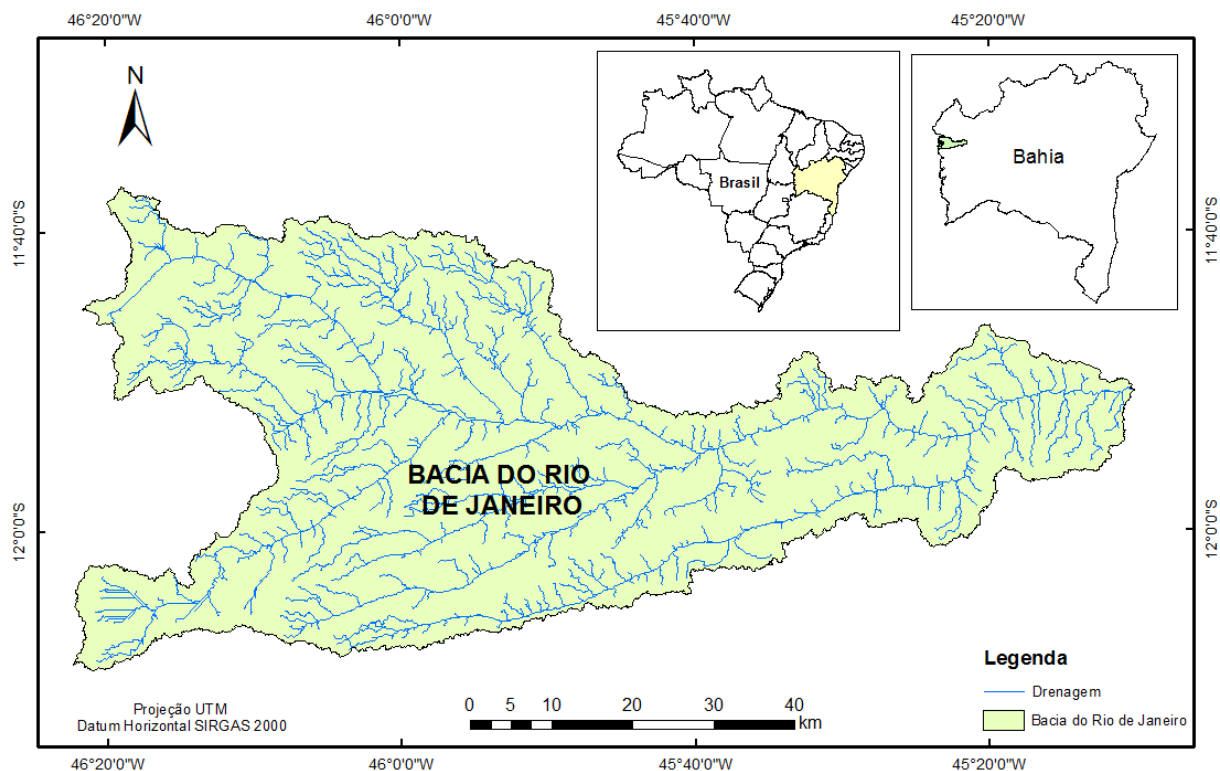 46°20'0"W 46°0'0"W 45°40'0"W 45°20'0"W
N
Brasil
Bahia
11°40'0"S
11°40'0"S
BACIA DO RIO
DE JANEIRO
12°0'0"S
12°0'0"S
Legenda
Drenagem
Bacia do Rio de Janeiro
Projeção UTM
Datum Horizontal SIRGAS 2000
0 5 10 20 30 40
km
46°20'0"W 46°0'0"W 45°40'0"W 45°20'0"W